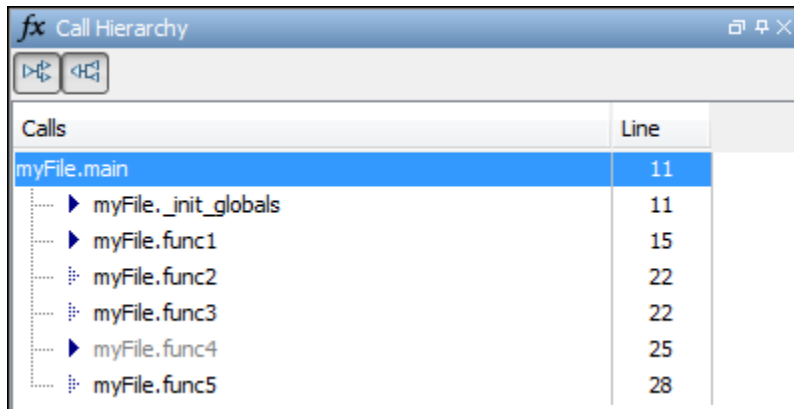 fx Call Hierarchy
Calls Line
myFile.main 11
myFile._init_globals 11
myFile.func1 15
myFile.func2 22
myFile.func3 22
myFile.func4 25
myFile.func5 28